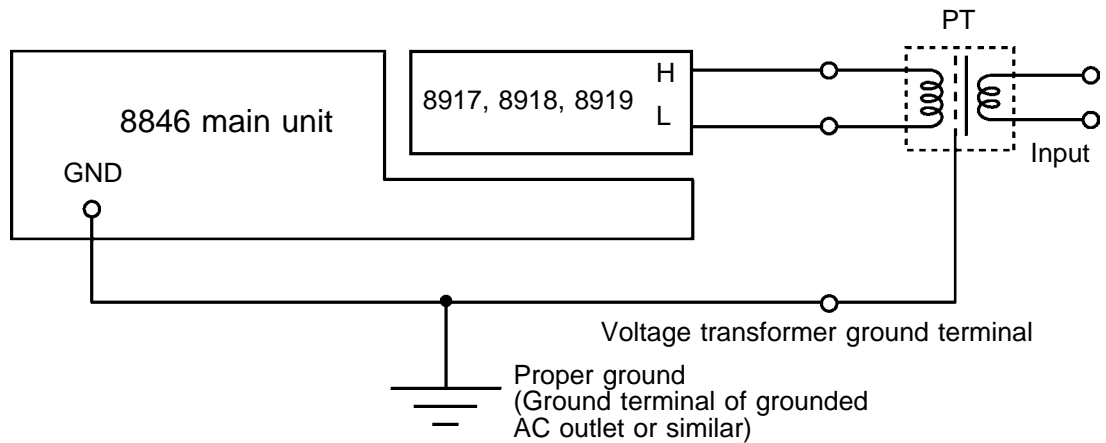 PT
H
8917, 8918, 8919
L
8846 main unit
Input
GND
Voltage transformer ground terminal
Proper ground
(Ground terminal of grounded
AC outlet or similar)